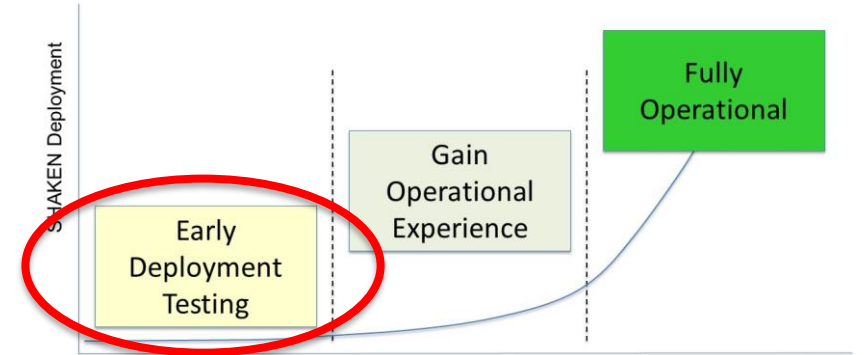 SHAKEN Deployment
Early
Deployment
Testing
Gain
Operational
Experience
Fully
Operational